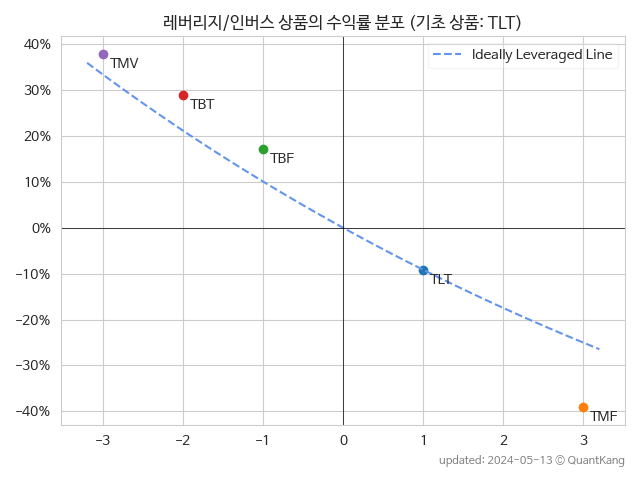 레버리지/인버스 상품의 수익률 분포 (기초 상품: TLT)
Ideally Leveraged Line
40%
30%
20%
10%
0%
−10%
−20%
−30%
−40%
TMV
TBT
TBF
TLT
TMF
−3
−2
−1
0
1
2
3
updated: 2024-05-13 © QuantKang